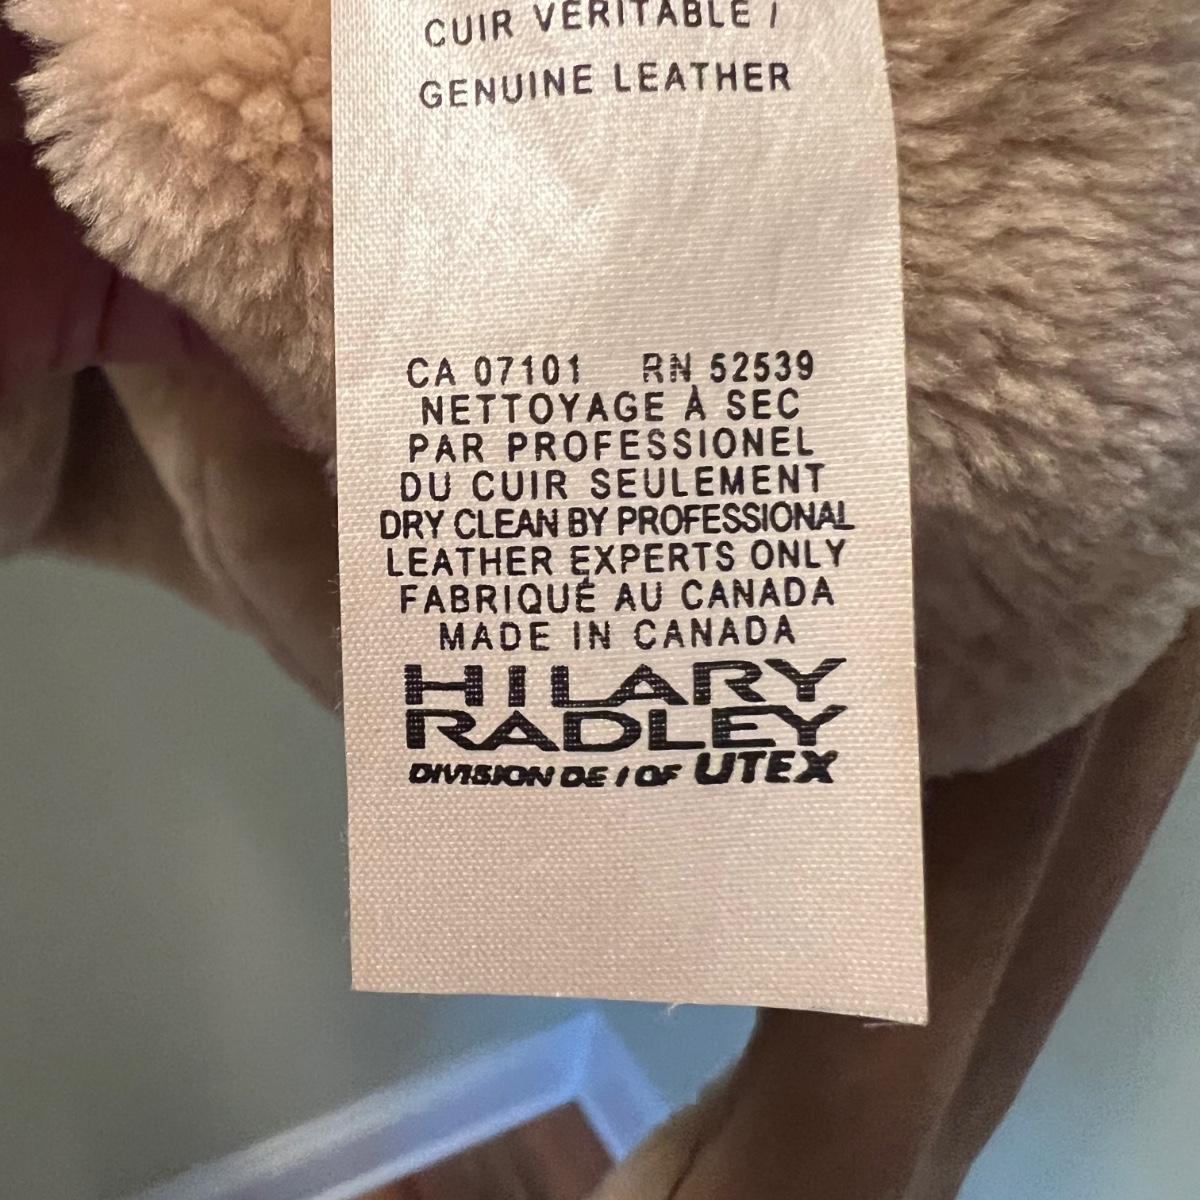 CUIR VERITABLE /
GENUINE LEATHER
CA 07101 RN 52539
NETTOYAGE À SEC
PAR PROFESSIONEL
DU CUIR SEULEMENT
DRY CLEAN BY PROFESSIONAL
LEATHER EXPERTS ONLY
FABRIQUÉ AU CANADA
MADE IN CANADA
HILARY
RADLEY
DIVISION DE / OF UTEX